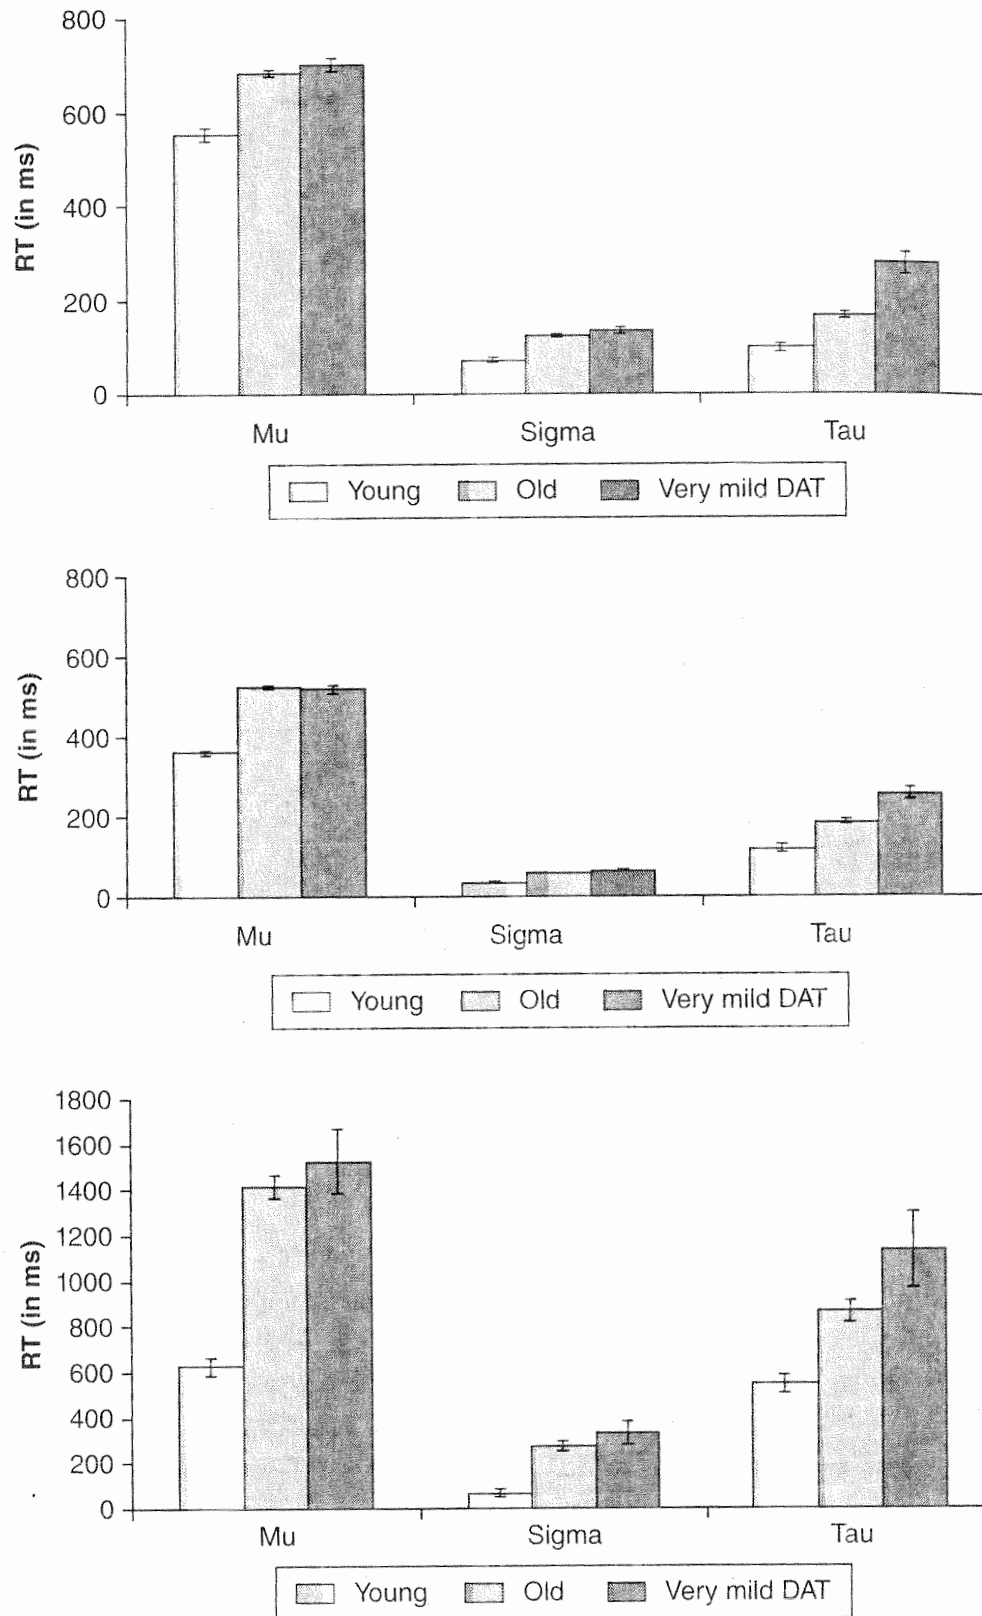 800
600
400
200
0
RT (in ms)
Mu Sigma Tau
Young Old Very mild DAT
800
600
400
200
0
RT (in ms)
Mu Sigma Tau
Young Old Very mild DAT
1800
1600
1400
1200
1000
800
600
400
200
0
RT (in ms)
Mu Sigma Tau
Young Old Very mild DAT